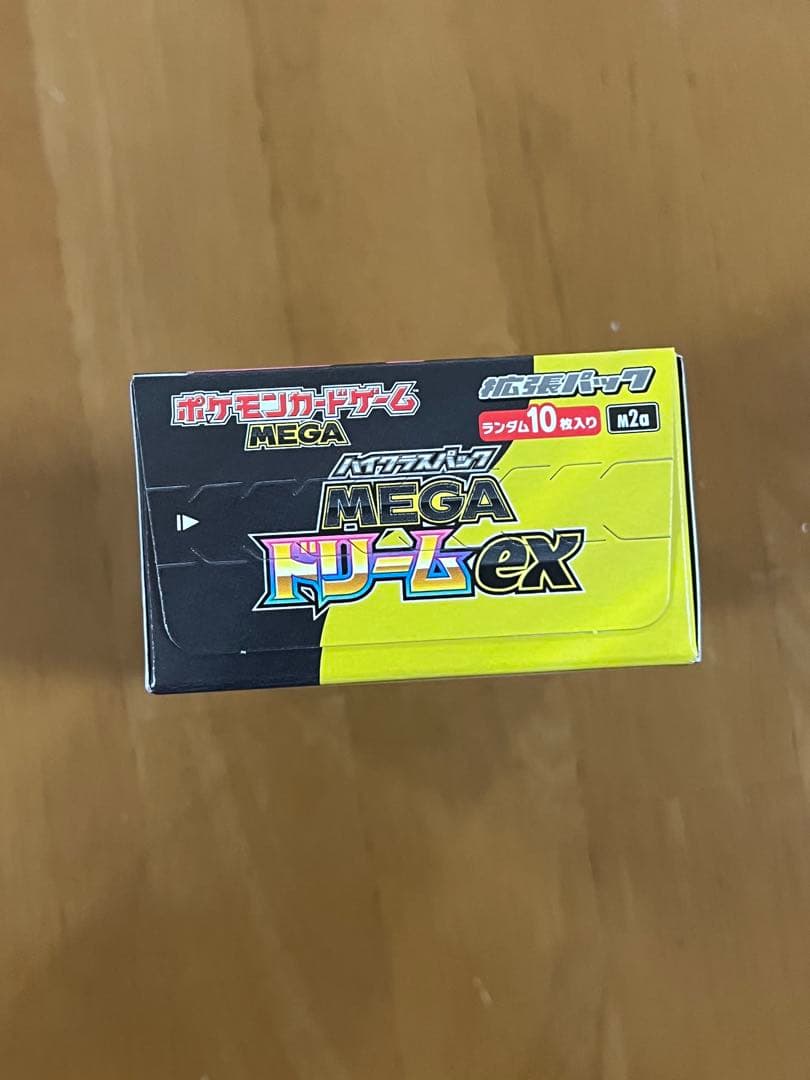 ポケモンカードゲーム
MEGA
拡張パック
ランダム10枚入り
M2a
ハイクラスパック
MEGA
ドリームex